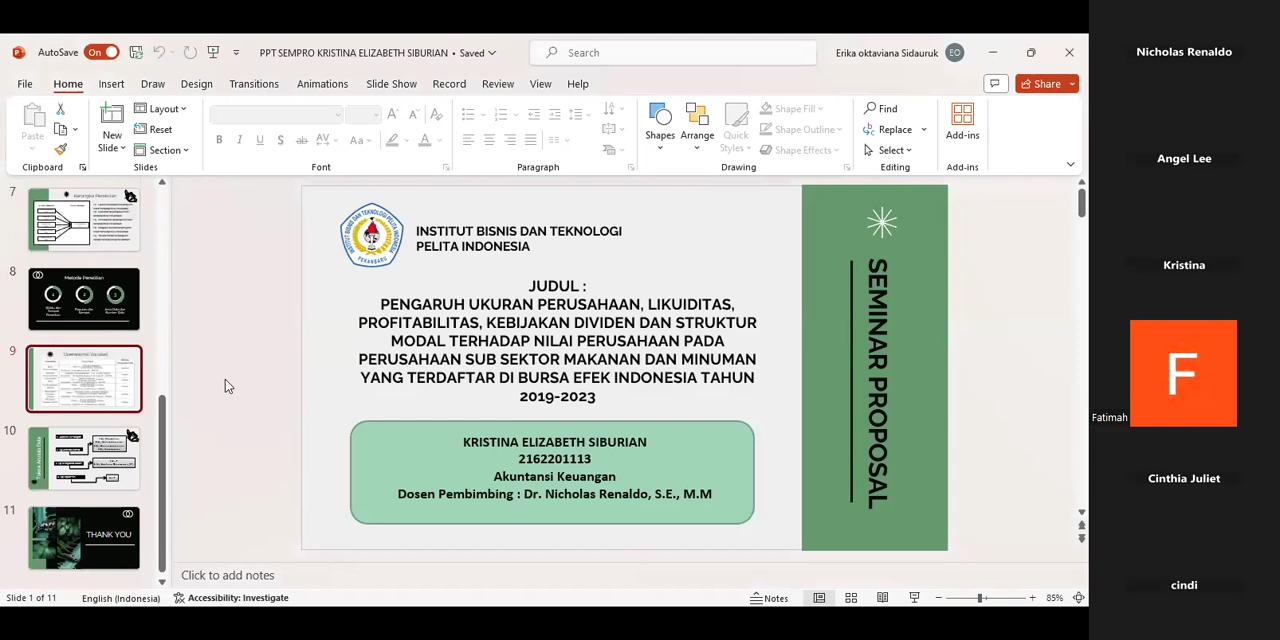 AutoSave On PPT SEMPRO KRISTINA ELIZABETH SIBURIAN • Saved Search Erika oktaviana Sidauruk EO
File Home Insert Draw Design Transitions Animations Slide Show Record Review View Help Share
Paste
Clipboard
New Slide
Layout
Reset
Section
Slides
Font
Paragraph
Shapes
Arrange
Quick Styles
Shape Fill
Shape Outline
Shape Effects
Drawing
Find
Replace
Select
Editing
Add-ins
Add-ins
7
8
Metode Penelitian
9
Operasional Variabel
10
11
THANK YOU
INSTITUT BISNIS DAN TEKNOLOGI
PELITA INDONESIA
JUDUL :
PENGARUH UKURAN PERUSAHAAN, LIKUIDITAS,
PROFITABILITAS, KEBIJAKAN DIVIDEN DAN STRUKTUR
MODAL TERHADAP NILAI PERUSAHAAN PADA
PERUSAHAAN SUB SEKTOR MAKANAN DAN MINUMAN
YANG TERDAFTAR DI BURSA EFEK INDONESIA TAHUN
2019-2023
KRISTINA ELIZABETH SIBURIAN
2162201113
Akuntansi Keuangan
Dosen Pembimbing : Dr. Nicholas Renaldo, S.E., M.M
SEMINAR PROPOSAL
Click to add notes
Slide 1 of 11 English (Indonesia) Accessibility: Investigate Notes 85%
Nicholas Renaldo
Angel Lee
Kristina
F
Fatimah
Cinthia Juliet
cindi